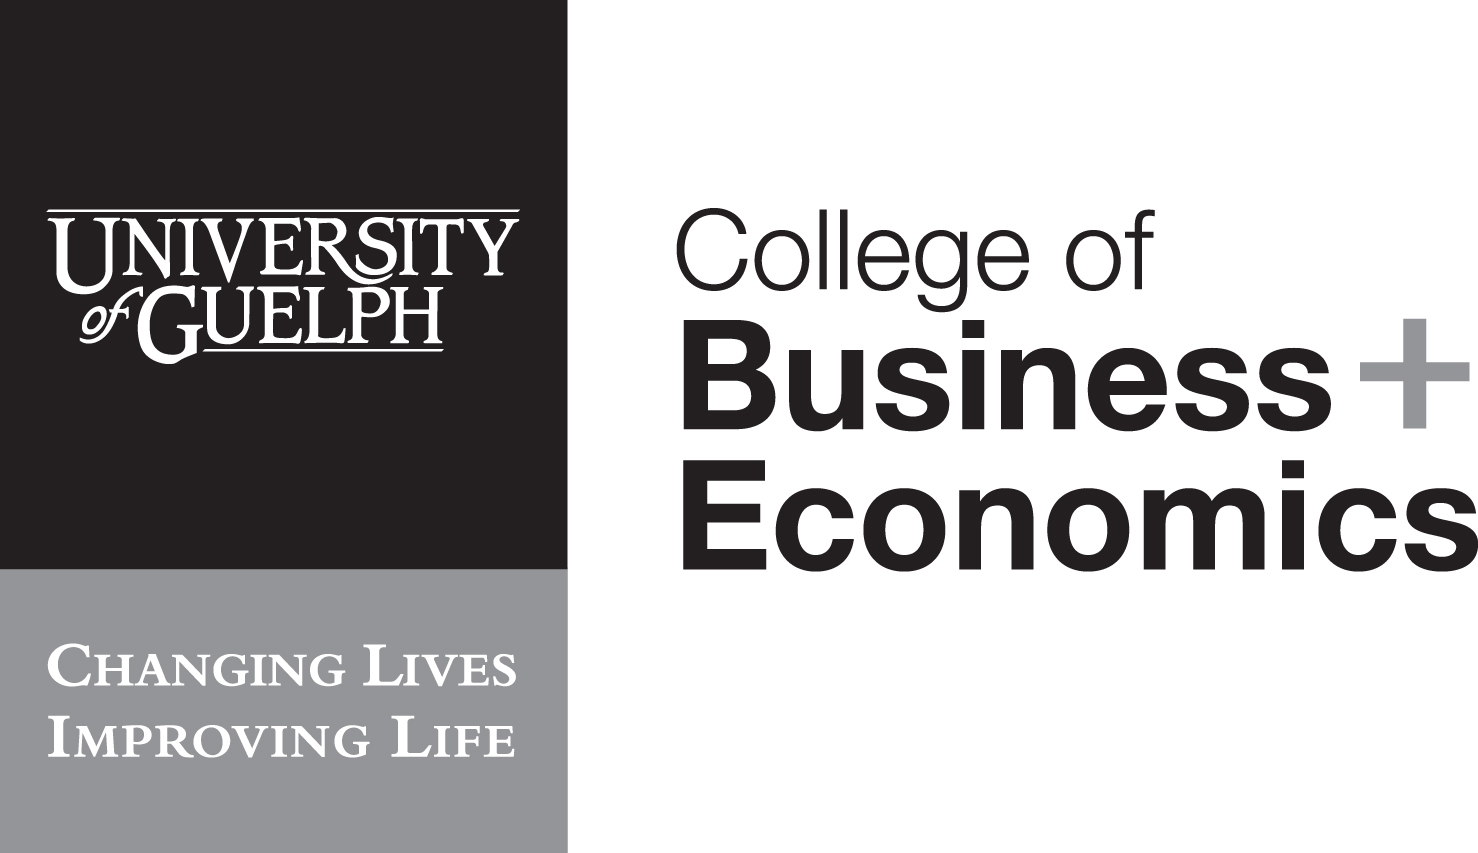 UNIVERSITY
of GUELPH
CHANGING LIVES
IMPROVING LIFE
College of
Business+
Economics